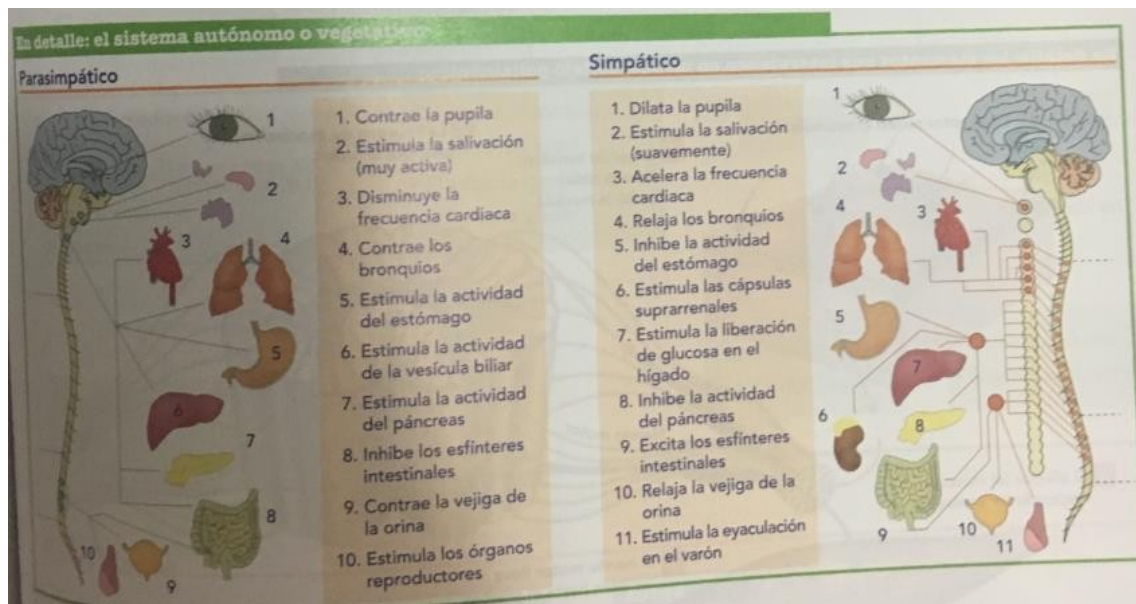 En detalle: el sistema autónomo o vegetativo
Parasimpático
1
2
3
4
5
6
7
8
9
10
1. Contrae la pupila
2. Estimula la salivación
(muy activa)
3. Disminuye la
frecuencia cardiaca
4. Contrae los
bronquios
5. Estimula la actividad
del estómago
6. Estimula la actividad
de la vesícula biliar
7. Estimula la actividad
del páncreas
8. Inhibe los esfínteres
intestinales
9. Contrae la vejiga de
la orina
10. Estimula los órganos
reproductores
Simpático
1. Dilata la pupila
2. Estimula la salivación
(suavemente)
3. Acelera la frecuencia
cardiaca
4. Relaja los bronquios
5. Inhibe la actividad
del estómago
6. Estimula las cápsulas
suprarrenales
7. Estimula la liberación
de glucosa en el
hígado
8. Inhibe la actividad
del páncreas
9. Excita los esfínteres
intestinales
10. Relaja la vejiga de la
orina
11. Estimula la eyaculación
en el varón
1
2
4
3
5
7
6
8
9
10
11